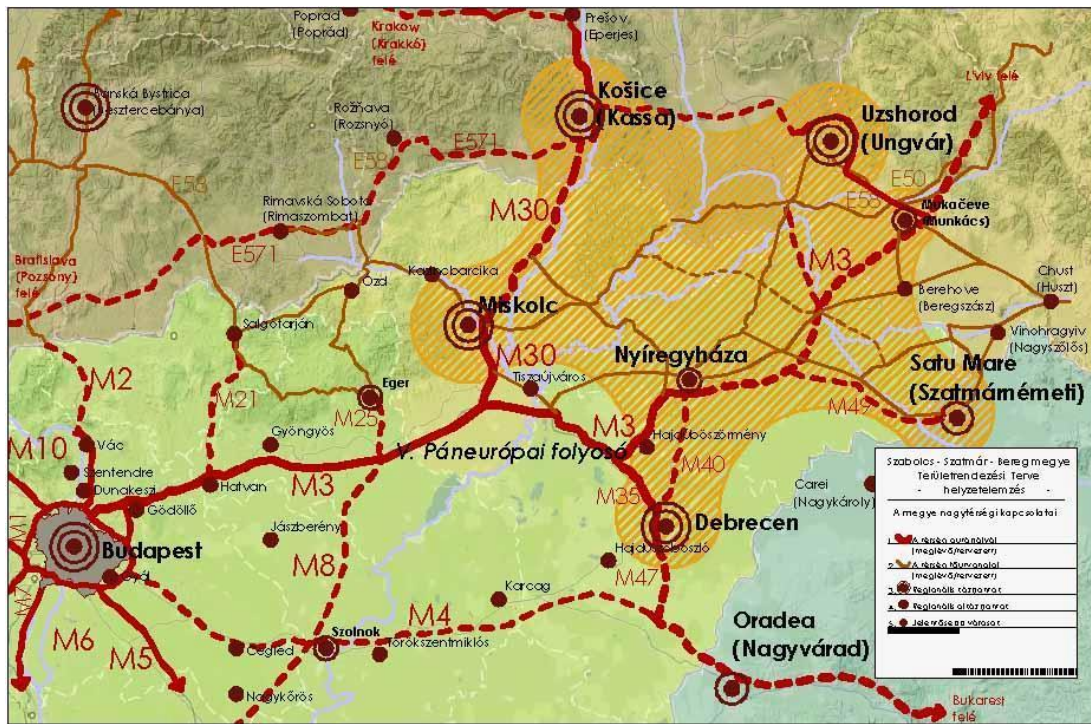 Poprad
(Poprád)
Krakow
(Krakkó)
felé
Prešov
(Eperjes)
L'viv felé
Banská Bystrica
(Besztercebánya)
Rožňava
(Rozsnyó)
Košice
(Kassa)
Uzshorod
(Ungvár)
E58
E571
E58
E50
E58
Mukačeve
(Munkács)
Rimavská Sobota
(Rimaszombat)
M30
E571
M3
Bratislava
(Pozsony)
felé
Ózd
Kazincbarcika
Berehove
(Beregszász)
Chust
(Huszt)
Miskolc
Salgótarján
Vinohragyiv
(Nagyszőlős)
M30
Nyíregyháza
Satu Mare
(Szatmárnémeti)
M2
M21
Eger
Tiszaújváros
M25
M49
M3
Hajdúböszörmény
M10
Vác
Gyöngyös
V. Páneurópai folyosó
M40
Szentendre
Dunakeszi
Hatvan
M3
M35
Gödöllő
Carei
(Nagykároly)
Szabolcs - Szatmár - Bereg megye
Területrendezési Terve
- helyzetelemzés -
A megye nagytérségi kapcsolatai
Jászberény
Debrecen
M1
Budapest
Hajdúszoboszló
Gyál
M8
M47
Karcag
M4
M6
M5
Szolnok
Törökszentmiklós
Cegléd
Nagykőrös
Oradea
(Nagyvárad)
Bukarest
felé